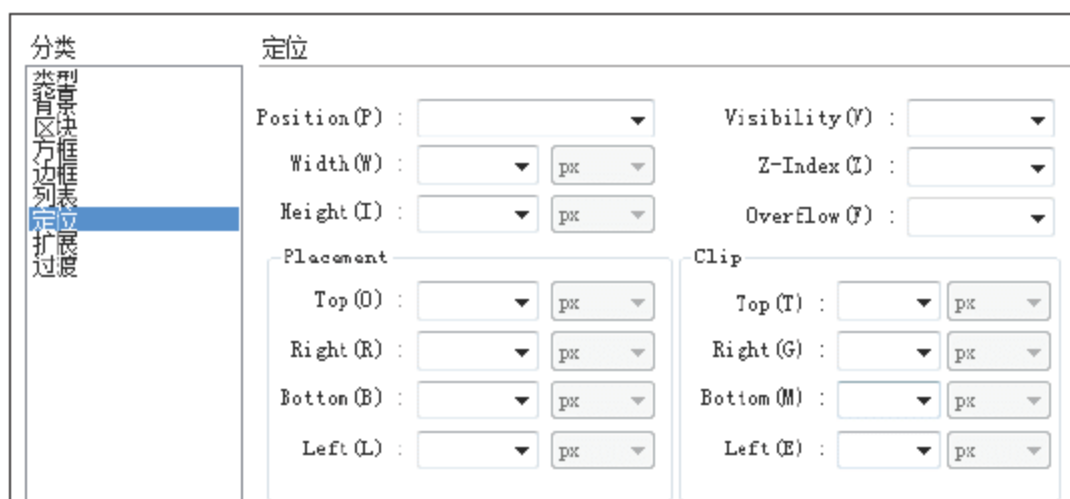 分类
类型
背景
区块
方框
边框
列表
定位
扩展
过渡
定位
Position(P) :
Visibility(V) :
Width(W) : px
Z-Index(Z) :
Height(I) : px
Overflow(F) :
Placement
Top(O) : px
Right(R) : px
Bottom(B) : px
Left(L) : px
Clip
Top(T) : px
Right(G) : px
Bottom(M) : px
Left(E) : px